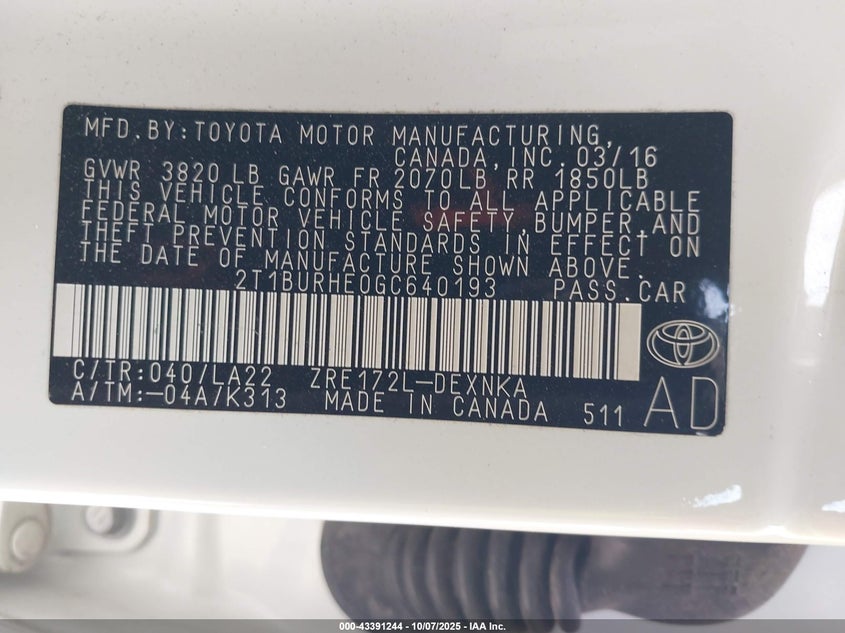 MFD. BY: TOYOTA MOTOR MANUFACTURING,
CANADA, INC. 03/16
GVWR 3820 LB GAWR FR 2070LB RR 1850LB
THIS VEHICLE CONFORMS TO ALL APPLICABLE
FEDERAL MOTOR VEHICLE SAFETY, BUMPER, AND
THEFT PREVENTION STANDARDS IN EFFECT ON
THE DATE OF MANUFACTURE SHOWN ABOVE.
2T1BURHE0GC640193 PASS. CAR
C/TR: 040/LA22 ZRE172L-DEXNKA
A/TM: -04A/K313 MADE IN CANADA 511 AD
000-43391244 - 10/07/2025 - IAA Inc.